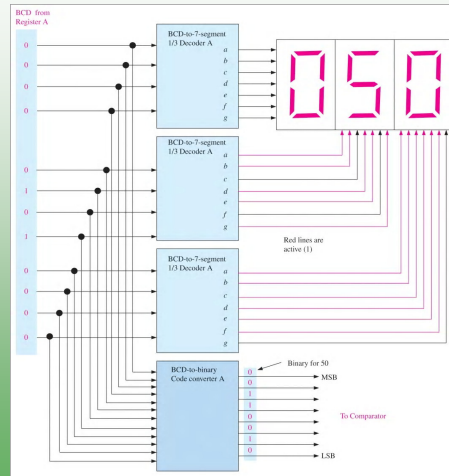 BCD from
Register A
0
0
0
0
0
1
0
1
0
0
0
0
BCD-to-7-segment
1/3 Decoder A
a
b
c
d
e
f
g
050
BCD-to-7-segment
1/3 Decoder A
a
b
c
d
e
f
g
Red lines are
active (1)
BCD-to-7-segment
1/3 Decoder A
a
b
c
d
e
f
g
BCD-to-binary
Code converter A
Binary for 50
0
0
1
1
0
0
1
0
MSB
To Comparator
LSB